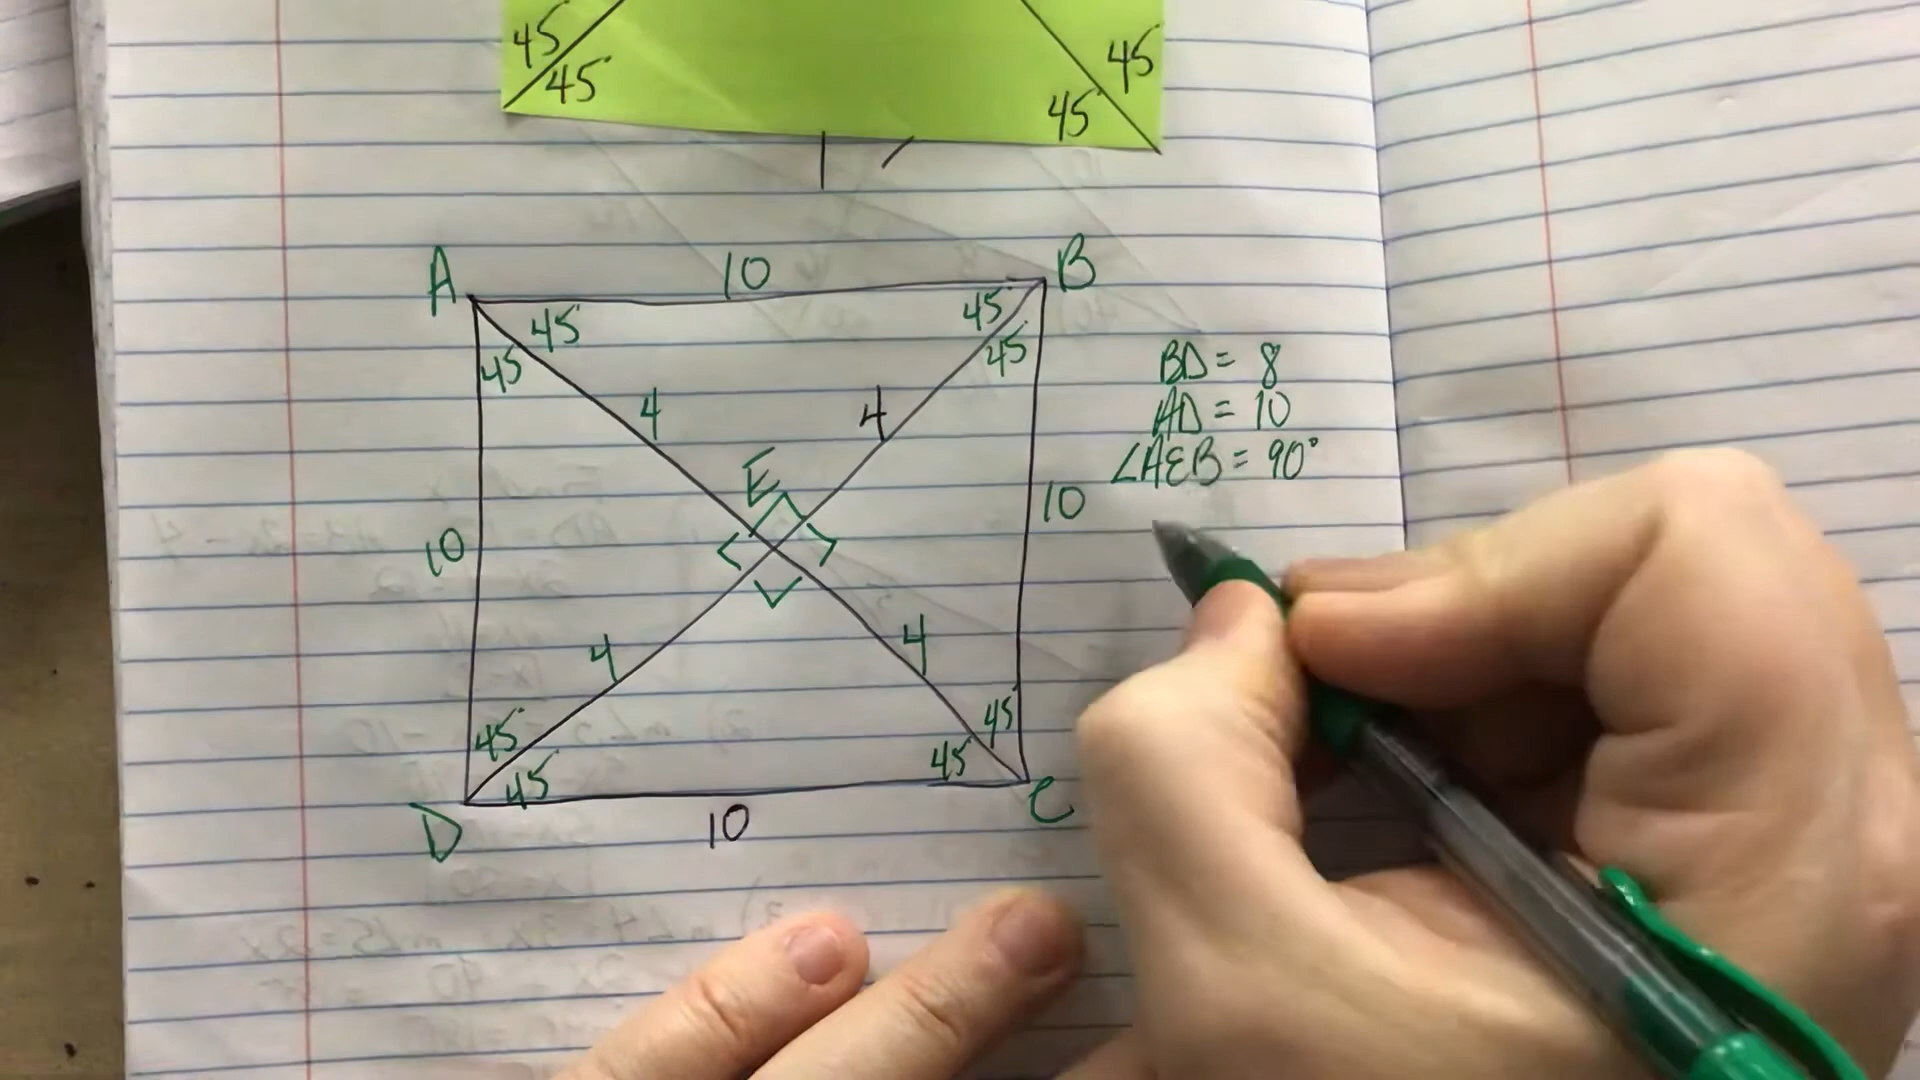 45° 45
45° 45°
A 10 B
45 45°
45 45
BD = 8
4 4 AD = 10
∠AEB = 90°
E
10 10
4 4
45° 45
45 45
D 10 C